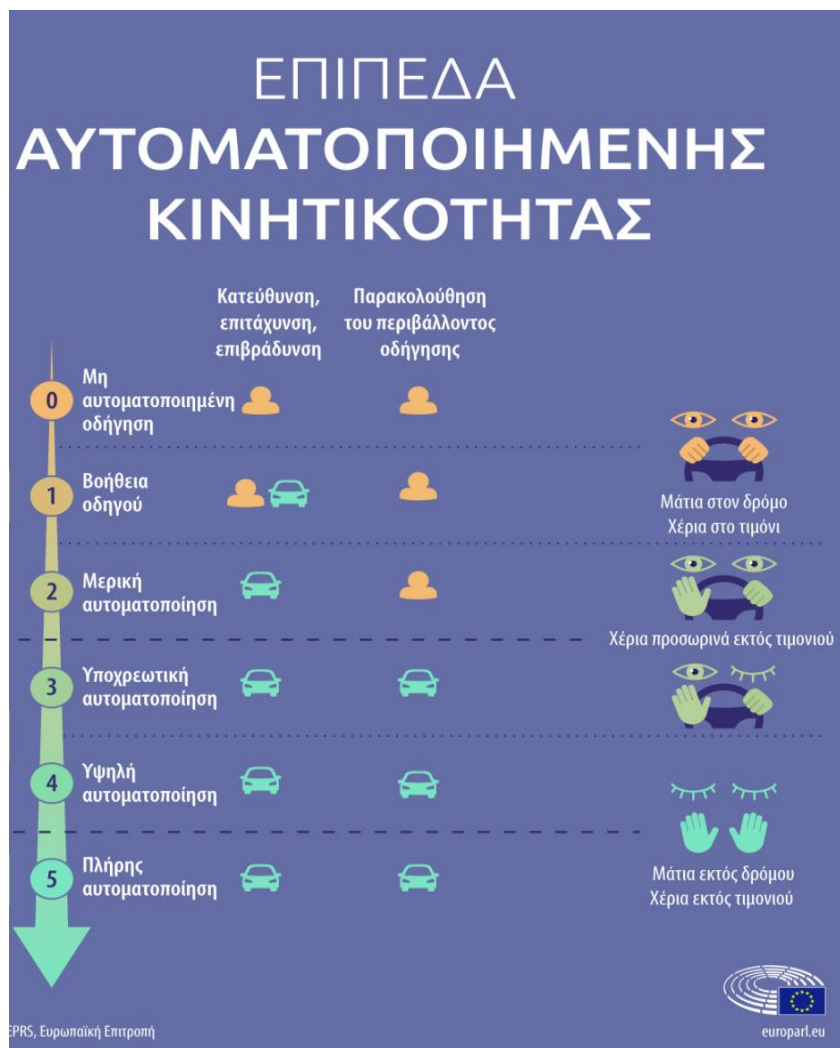 ΕΠΙΠΕΔΑ
ΑΥΤΟΜΑΤΟΠΟΙΗΜΕΝΗΣ
ΚΙΝΗΤΙΚΟΤΗΤΑΣ
Κατεύθυνση,
επιτάχυνση,
επιβράδυνση
Παρακολούθηση
του περιβάλλοντος
οδήγησης
0
Μη
αυτοματοποιημένη
οδήγηση
1
Βοήθεια
οδηγού
Μάτια στον δρόμο
Χέρια στο τιμόνι
2
Μερική
αυτοματοποίηση
Χέρια προσωρινά εκτός τιμονιού
3
Υποχρεωτική
αυτοματοποίηση
4
Υψηλή
αυτοματοποίηση
5
Πλήρης
αυτοματοποίηση
Μάτια εκτός δρόμου
Χέρια εκτός τιμονιού
EPRS, Ευρωπαϊκή Επιτροπή
europarl.eu